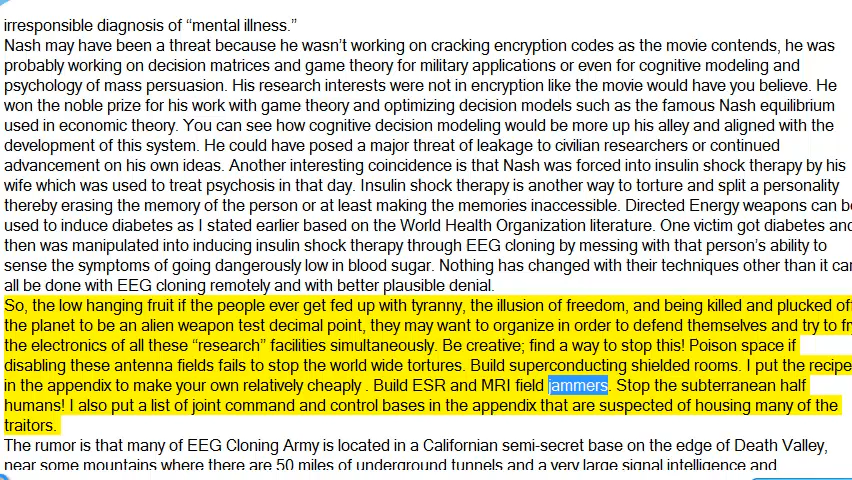 irresponsible diagnosis of “mental illness.”
Nash may have been a threat because he wasn’t working on cracking encryption codes as the movie contends, he was
probably working on decision matrices and game theory for military applications or even for cognitive modeling and
psychology of mass persuasion. His research interests were not in encryption like the movie would have you believe. He
won the noble prize for his work with game theory and optimizing decision models such as the famous Nash equilibrium
used in economic theory. You can see how cognitive decision modeling would be more up his alley and aligned with the
development of this system. He could have posed a major threat of leakage to civilian researchers or continued
advancement on his own ideas. Another interesting coincidence is that Nash was forced into insulin shock therapy by his
wife which was used to treat psychosis in that day. Insulin shock therapy is another way to torture and split a personality
thereby erasing the memory of the person or at least making the memories inaccessible. Directed Energy weapons can be
used to induce diabetes as I stated earlier based on the World Health Organization literature. One victim got diabetes and
then was manipulated into inducing insulin shock therapy through EEG cloning by messing with that person’s ability to
sense the symptoms of going dangerously low in blood sugar. Nothing has changed with their techniques other than it can
all be done with EEG cloning remotely and with better plausible denial.
So, the low hanging fruit if the people ever get fed up with tyranny, the illusion of freedom, and being killed and plucked off
the planet to be an alien weapon test decimal point, they may want to organize in order to defend themselves and try to fry
the electronics of all these “research” facilities simultaneously. Be creative; find a way to stop this! Poison space if
disabling these antenna fields fails to stop the world wide tortures. Build superconducting shielded rooms. I put the recipe
in the appendix to make your own relatively cheaply . Build ESR and MRI field jammers. Stop the subterranean half
humans! I also put a list of joint command and control bases in the appendix that are suspected of housing many of the
traitors.
The rumor is that many of EEG Cloning Army is located in a Californian semi-secret base on the edge of Death Valley,
near some mountains where there are 50 miles of underground tunnels and a very large signal intelligence and